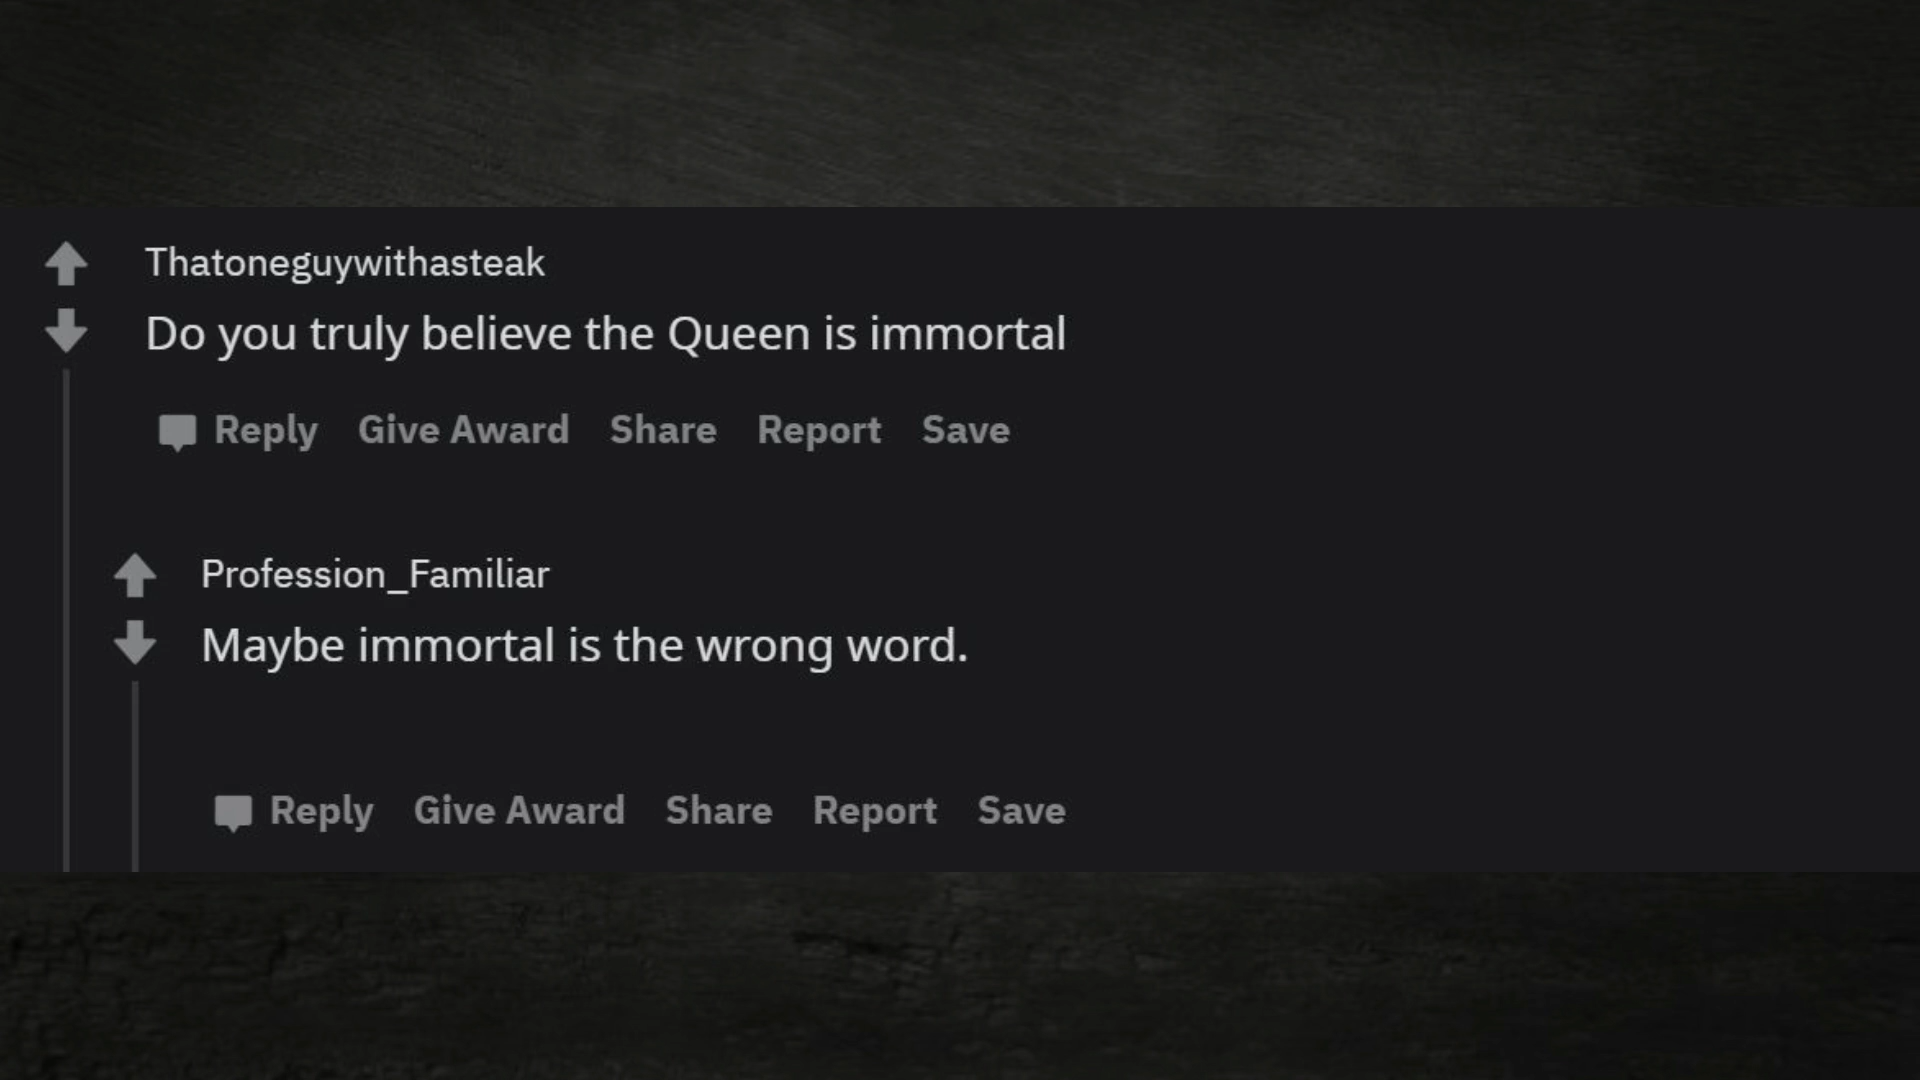 Thatoneguywithasteak
Do you truly believe the Queen is immortal
Reply Give Award Share Report Save
Profession_Familiar
Maybe immortal is the wrong word.
Reply Give Award Share Report Save